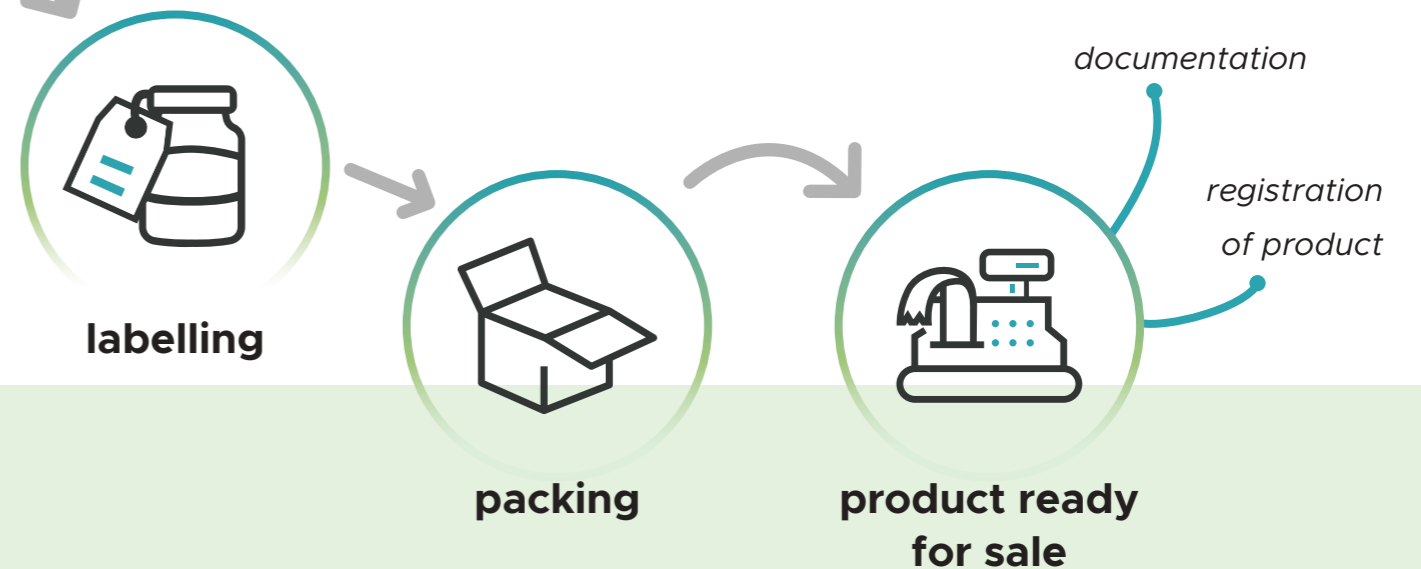 documentation
registration
of product
labelling
packing
product ready
for sale